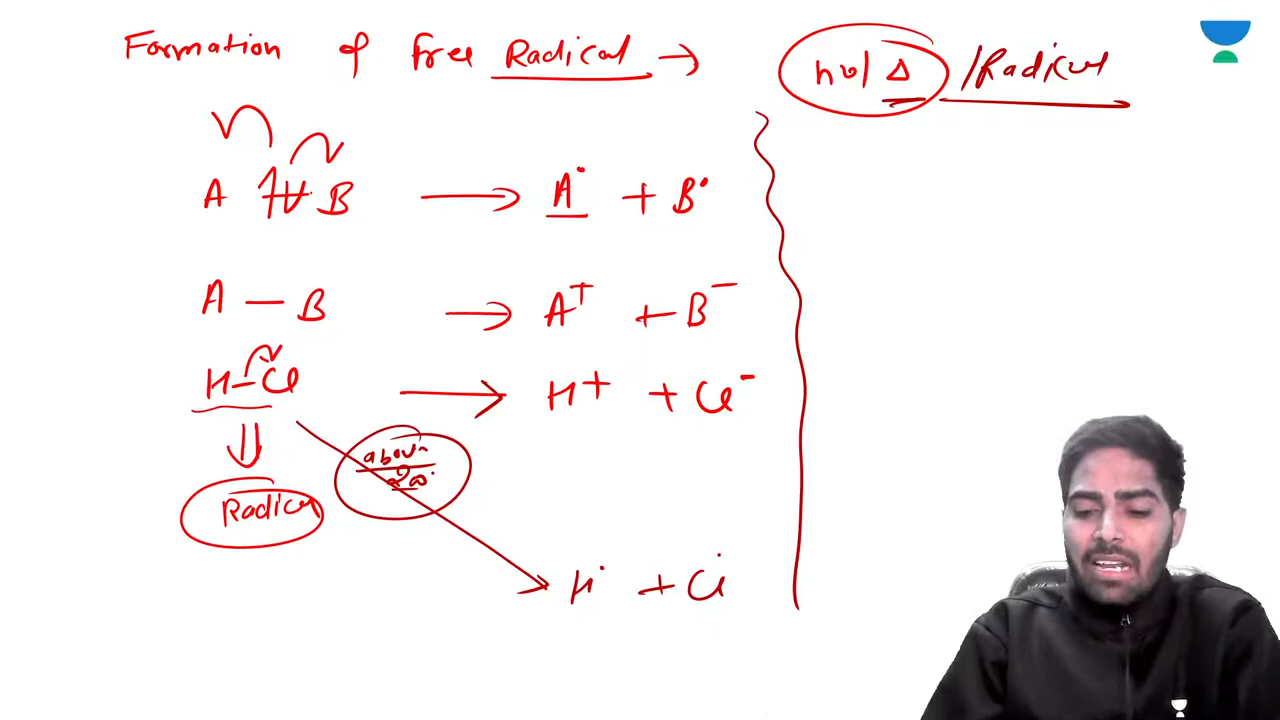 Formation of free Radical → hν/Δ /Radical
A B → A• + B•
A — B → A⁺ + B⁻
H–Cl → H+ + Cl⁻
above
Radical
H• + Cl•